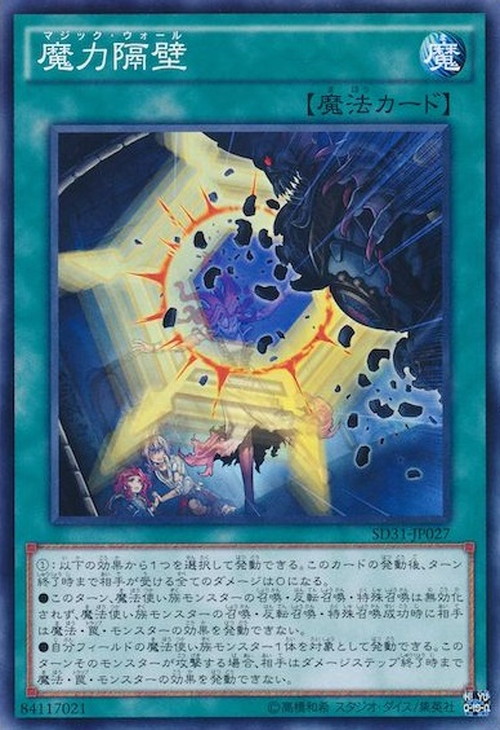 マジック・ウォール
魔力隔壁
魔
【魔法カード】
SD31-JP027
①：以下の効果から１つを選択して発動できる。このカードの発動後、ターン
終了時まで相手が受ける全てのダメージは０になる。
●このターン、魔法使い族モンスターの召喚・反転召喚・特殊召喚は無効化
されず、魔法使い族モンスターの召喚・反転召喚・特殊召喚成功時に相手
は魔法・罠・モンスターの効果を発動できない。
●自分フィールドの魔法使い族モンスター１体を対象として発動できる。この
ターンそのモンスターが攻撃する場合、相手はダメージステップ終了時まで
魔法・罠・モンスターの効果を発動できない。
84117021
©高橋和希 スタジオ・ダイス/集英社